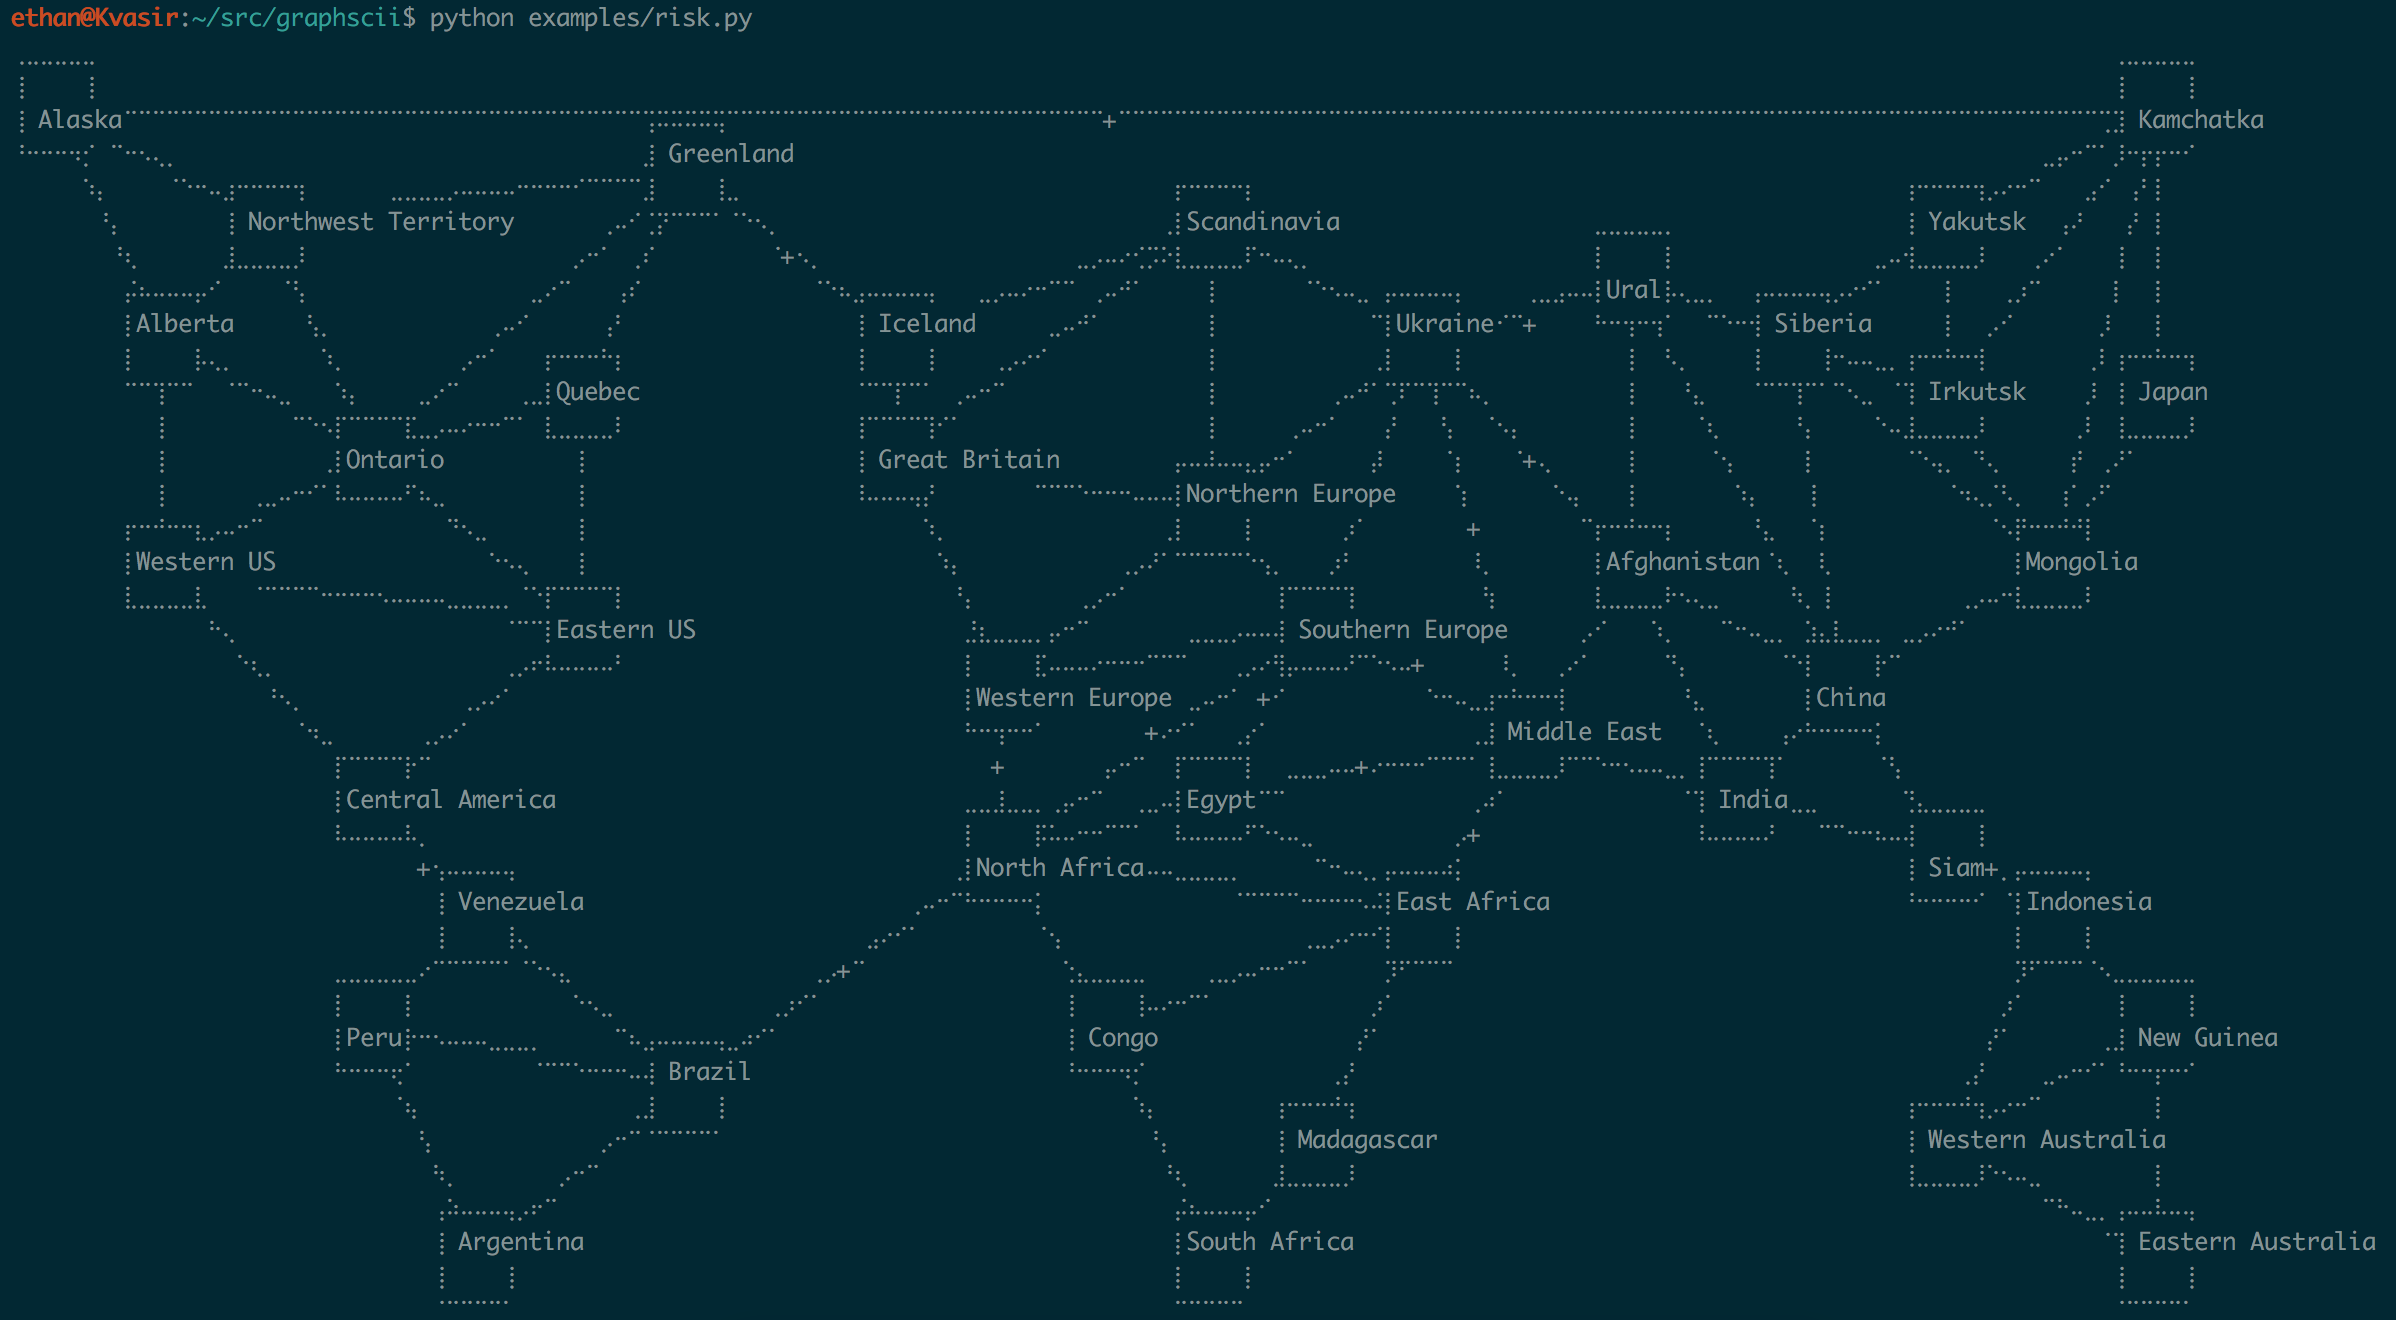 ethan@Kvasir:~/src/graphscii$ python examples/risk.py
Alaska + Kamchatka
Greenland
Northwest Territory Scandinavia Yakutsk
+
Ural
Alberta Iceland Ukraine + Siberia
Quebec Irkutsk Japan
Ontario Great Britain +
Northern Europe
+
Western US Afghanistan Mongolia
Eastern US Southern Europe
+
Western Europe + China
+ Middle East
+ +
Central America Egypt India
+
+ North Africa Siam+
Venezuela East Africa Indonesia
+
Peru Congo New Guinea
Brazil
Madagascar Western Australia
Argentina South Africa Eastern Australia